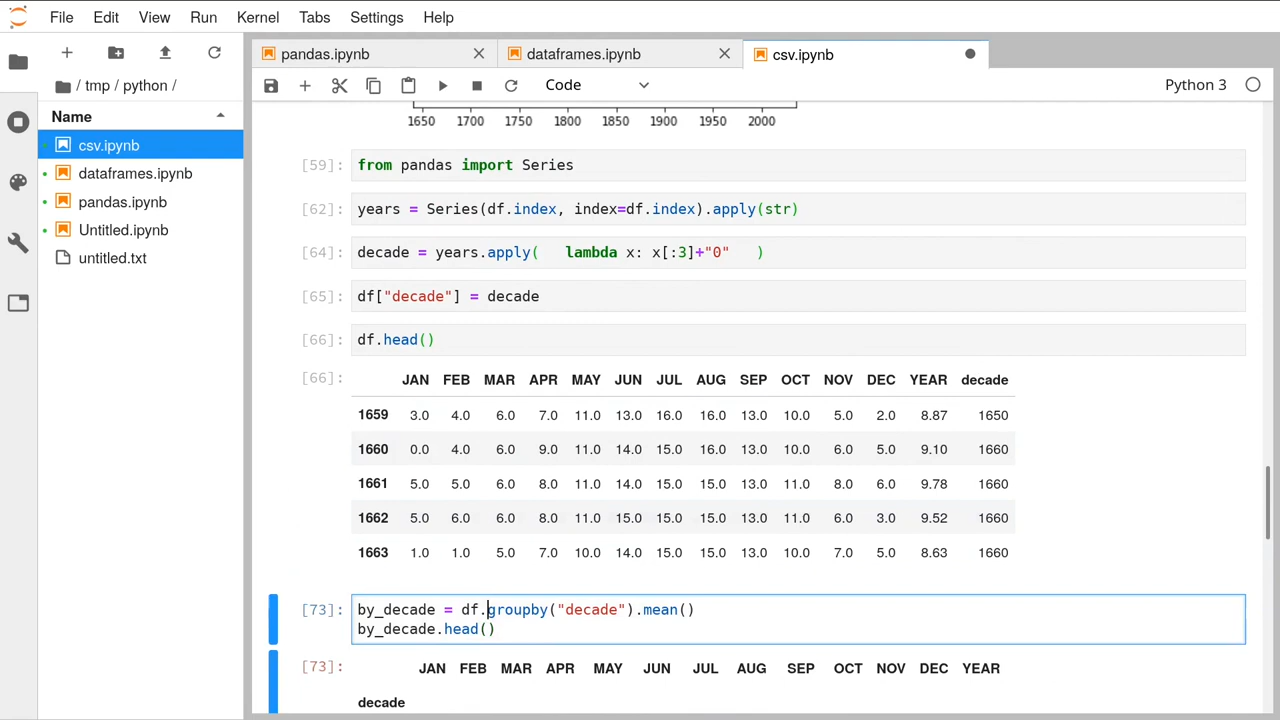 File Edit View Run Kernel Tabs Settings Help
pandas.ipynb
dataframes.ipynb
csv.ipynb
/ tmp / python /
Code
Python 3
Name
csv.ipynb
dataframes.ipynb
pandas.ipynb
Untitled.ipynb
untitled.txt
1650 1700 1750 1800 1850 1900 1950 2000
[59]: from pandas import Series
[62]: years = Series(df.index, index=df.index).apply(str)
[64]: decade = years.apply(   lambda x: x[:3]+"0"   )
[65]: df["decade"] = decade
[66]: df.head()
[66]: JAN FEB MAR APR MAY JUN JUL AUG SEP OCT NOV DEC YEAR decade
1659 3.0 4.0 6.0 7.0 11.0 13.0 16.0 16.0 13.0 10.0 5.0 2.0 8.87 1650
1660 0.0 4.0 6.0 9.0 11.0 14.0 15.0 16.0 13.0 10.0 6.0 5.0 9.10 1660
1661 5.0 5.0 6.0 8.0 11.0 14.0 15.0 15.0 13.0 11.0 8.0 6.0 9.78 1660
1662 5.0 6.0 6.0 8.0 11.0 15.0 15.0 15.0 13.0 11.0 6.0 3.0 9.52 1660
1663 1.0 1.0 5.0 7.0 10.0 14.0 15.0 15.0 13.0 10.0 7.0 5.0 8.63 1660
[73]: by_decade = df.groupby("decade").mean()
by_decade.head()
[73]: JAN FEB MAR APR MAY JUN JUL AUG SEP OCT NOV DEC YEAR
decade